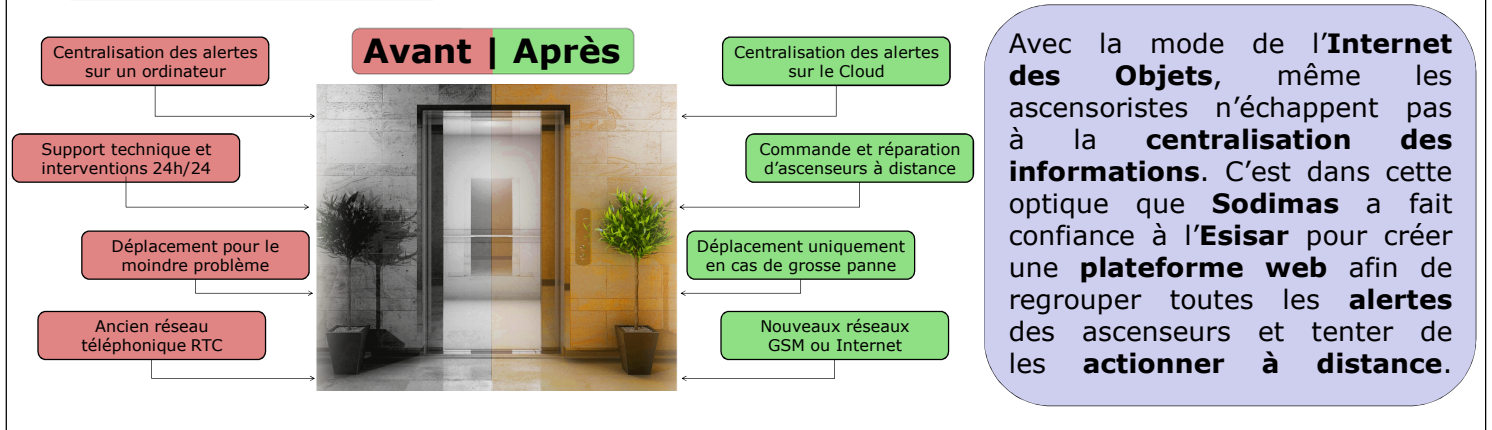 Avant | Après
Centralisation des alertes
sur un ordinateur
Support technique et
interventions 24h/24
Déplacement pour le
moindre problème
Ancien réseau
téléphonique RTC
Centralisation des alertes
sur le Cloud
Commande et réparation
d’ascenseurs à distance
Déplacement uniquement
en cas de grosse panne
Nouveaux réseaux
GSM ou Internet
Avec la mode de l’Internet
des Objets, même les
ascensoristes n’échappent pas
à la centralisation des
informations. C’est dans cette
optique que Sodimas a fait
confiance à l’Esisar pour créer
une plateforme web afin de
regrouper toutes les alertes
des ascenseurs et tenter de
les actionner à distance.